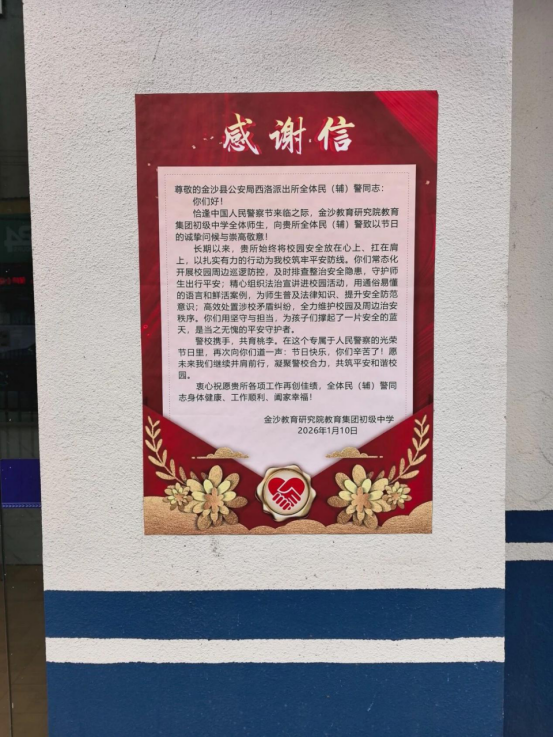 感谢信
尊敬的金沙县公安局西洛派出所全体民（辅）警同志：
你们好！
恰逢中国人民警察节来临之际，金沙教育研究院教育
集团初级中学全体师生，向贵所全体民（辅）警致以节日
的诚挚问候与崇高敬意！
长期以来，贵所始终将校园安全放在心上、扛在肩
上，以扎实有力的行动为我校筑牢平安防线。你们常态化
开展校园周边巡逻防控，及时排查整治安全隐患，守护师
生出行平安；精心组织法治宣讲进校园活动，用通俗易懂
的语言和鲜活案例，为师生普及法律知识、提升安全防范
意识；高效处置涉校矛盾纠纷，全力维护校园及周边治安
秩序。你们用坚守与担当，为孩子们撑起了一片安全的蓝
天，是当之无愧的平安守护者。
警校携手，共育桃李。在这个专属于人民警察的光荣
节日里，再次向你们道一声：节日快乐，你们辛苦了！愿
未来我们继续并肩前行，凝聚警校合力，共筑平安和谐校
园。
衷心祝愿贵所各项工作再创佳绩，全体民（辅）警同
志身体健康、工作顺利、阖家幸福！
金沙教育研究院教育集团初级中学
2026年1月10日